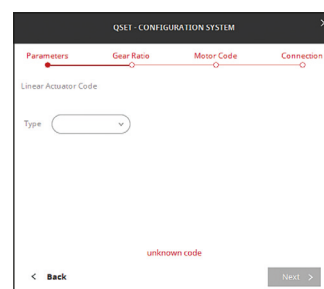 QSET - CONFIGURATION SYSTEM
Parameters Gear Ratio Motor Code Connection
Linear Actuator Code
Type
unknown code
< Back Next >